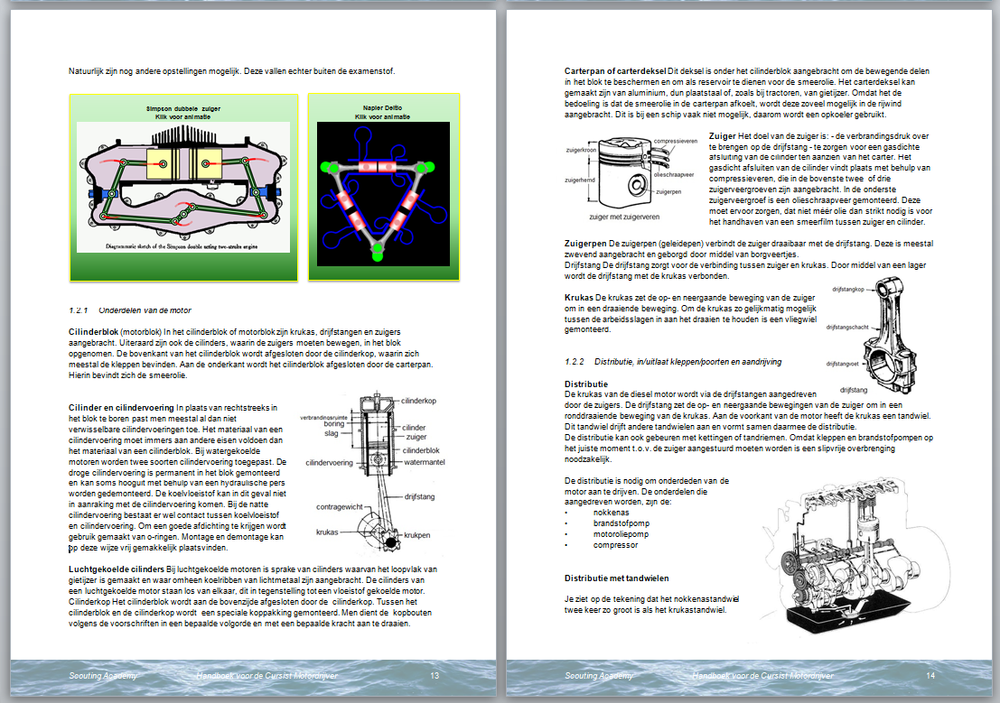 Natuurlijk zijn nog andere opstellingen mogelijk. Deze vallen echter buiten de examenstof.
Simpson dubbele zuiger
Klik voor animatie
Diagrammatic sketch of the Simpson double acting two-stroke engine
Napier Deltio
Klik voor animatie
1.2.1 Onderdelen van de motor
Cilinderblok (motorblok) In het cilinderblok of motorblok zijn krukas, drijfstangen en zuigers
aangebracht. Uiteraard zijn ook de cilinders, waarin de zuigers moeten bewegen, in het blok
opgenomen. De bovenkant van het cilinderblok wordt afgesloten door de cilinderkop, waarin zich
meestal de kleppen bevinden. Aan de onderkant wordt het cilinderblok afgesloten door de carterpan.
Hierin bevindt zich de smeerolie.
Cilinder en cilindervoering In plaats van rechtstreeks in
het blok te boren past men meestal al dan niet
verwisselbare cilindervoeringen toe. Het materiaal van een
cilindervoering moet immers aan andere eisen voldoen dan
het materiaal van een cilinderblok. Bij watergekoelde
motoren worden twee soorten cilindervoering toegepast. De
droge cilindervoering is permanent in het blok gemonteerd
en kan soms hooguit met behulp van een hydraulische pers
worden gedemonteerd. De koelvloeistof kan in dit geval niet
in aanraking met de cilindervoering komen. Bij de natte
cilindervoering bestaat er wel contact tussen koelvloeistof
en cilindervoering. Om een goede afdichting te krijgen wordt
gebruik gemaakt van o-ringen. Montage en demontage kan
op deze wijze vrij gemakkelijk plaatsvinden.
cilinderkop
verbrandingsruimte
boring
slag
cilinder
zuiger
cilinderblok
cilindervoering
watermantel
drijfstang
contragewicht
krukas
krukpen
Luchtgekoelde cilinders Bij luchtgekoelde motoren is sprake van cilinders waarvan het loopvlak van
gietijzer is gemaakt en waar omheen koelribben van lichtmetaal zijn aangebracht. De cilinders van
een luchtgekoelde motor staan los van elkaar, dit in tegenstelling tot een vloeistof gekoelde motor.
Cilinderkop Het cilinderblok wordt aan de bovenzijde afgesloten door de cilinderkop. Tussen het
cilinderblok en de cilinderkop wordt een speciale koppakking gemonteerd. Men dient de kopbouten
volgens de voorschriften in een bepaalde volgorde en met een bepaalde kracht aan te draaien.
Scouting Academy Handboek voor de Cursist Motordrijver 13
Carterpan of carterdeksel Dit deksel is onder het cilinderblok aangebracht om de bewegende delen
in het blok te beschermen en om als reservoir te dienen voor de smeerolie. Het carterdeksel kan
gemaakt zijn van aluminium, dun plaatstaal of, zoals bij tractoren, van gietijzer. Omdat het de
bedoeling is dat de smeerolie in de carterpan afkoelt, wordt deze zoveel mogelijk in de rijwind
aangebracht. Dit is bij een schip vaak niet mogelijk, daarom wordt een opkoeler gebruikt.
zuigerkroon
compressieveren
zuigerhemd
olieschraapveer
zuigerpen
zuiger met zuigerveren
Zuiger Het doel van de zuiger is: - de verbrandingsdruk over
te brengen op de drijfstang - te zorgen voor een gasdichte
afsluiting van de cilinder ten aanzien van het carter. Het
gasdicht afsluiten van de cilinder vindt plaats met behulp van
compressieveren, die in de bovenste twee of drie
zuigerveergroeven zijn aangebracht. In de onderste
zuigerveergroef is een olieschraapveer gemonteerd. Deze
moet ervoor zorgen, dat niet méér olie dan strikt nodig is voor
het handhaven van een smeerfilm tussen zuiger en cilinder.
Zuigerpen De zuigerpen (geleidepen) verbindt de zuiger draaibaar met de drijfstang. Deze is meestal
zwevend aangebracht en geborgd door middel van borgveertjes.
Drijfstang De drijfstang zorgt voor de verbinding tussen zuiger en krukas. Door middel van een lager
wordt de drijfstang met de krukas verbonden.
Krukas De krukas zet de op- en neergaande beweging van de zuiger
om in een draaiende beweging. Om de krukas zo gelijkmatig mogelijk
tussen de arbeidsslagen in aan het draaien te houden is een vliegwiel
gemonteerd.
drijfstangkop
drijfstangschacht
drijfstangvoet
drijfstang
1.2.2 Distributie, in/uitlaat kleppen/poorten en aandrijving
Distributie
De krukas van de diesel motor wordt via de drijfstangen aangedreven
door de zuigers. De drijfstang zet de op- en neergaande bewegingen van de zuiger om in een
ronddraaiende beweging van de krukas. Aan de voorkant van de motor heeft de krukas een tandwiel.
Dit tandwiel drijft andere tandwielen aan en vormt samen daarmee de distributie.
De distributie kan ook gebeuren met kettingen of tandriemen. Omdat kleppen en brandstofpompen op
het juiste moment t.o.v. de zuiger aangestuurd moeten worden is een slipvrije overbrenging
noodzakelijk.
De distributie is nodig om onderdeden van de
motor aan te drijven. De onderdelen die
aangedreven worden, zijn de:
• nokkenas
• brandstofpomp
• motoroliepomp
• compressor
Distributie met tandwielen
Je ziet op de tekening dat het nokkenastandwiel
twee keer zo groot is als het krukastandwiel.
Scouting Academy Handboek voor de Cursist Motordrijver 14